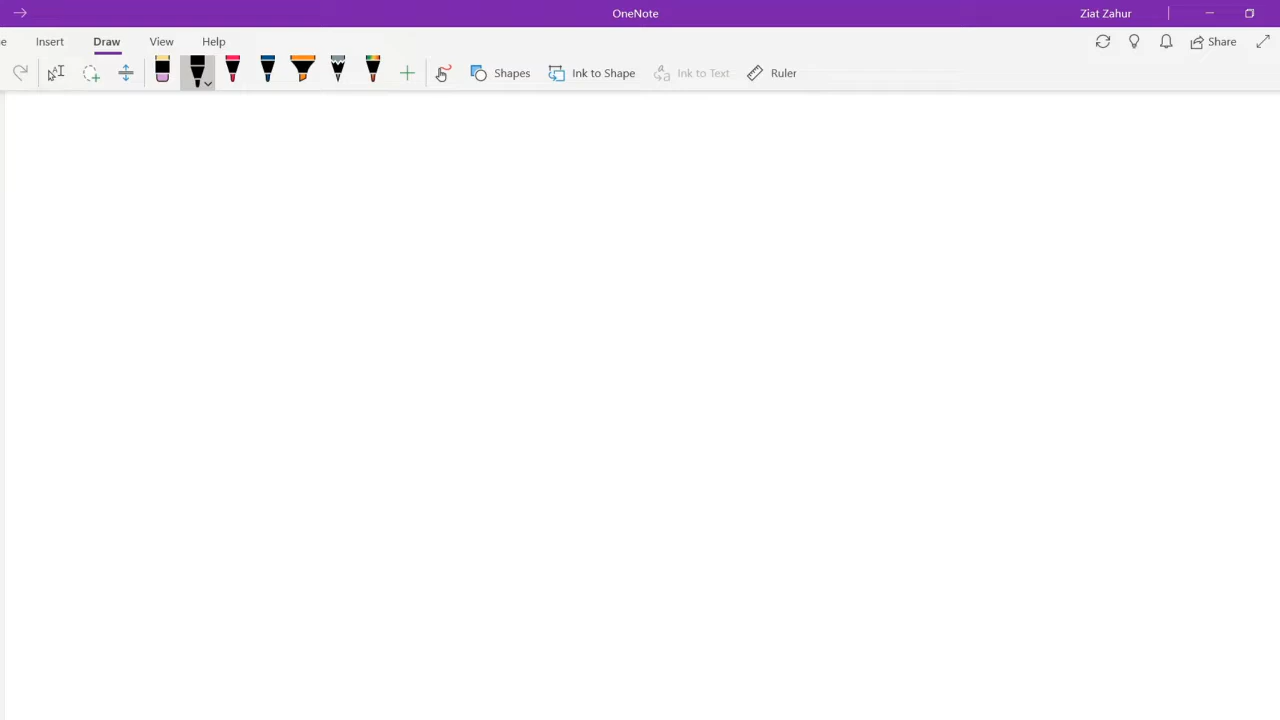 OneNote
Ziat Zahur
Insert Draw View Help
Share
Shapes Ink to Shape Ink to Text Ruler